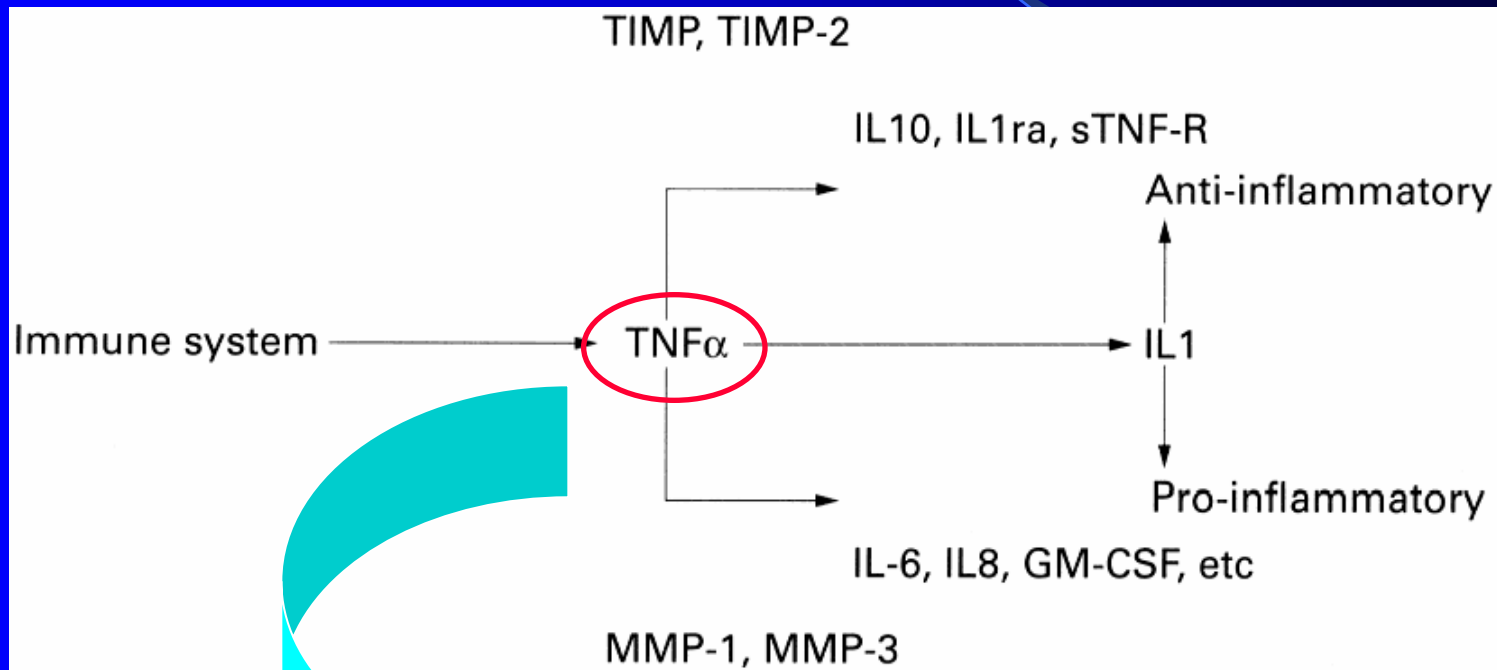 TIMP, TIMP-2
IL10, IL1ra, sTNF-R
Anti-inflammatory
Immune system
TNFα
IL1
Pro-inflammatory
IL-6, IL8, GM-CSF, etc
MMP-1, MMP-3